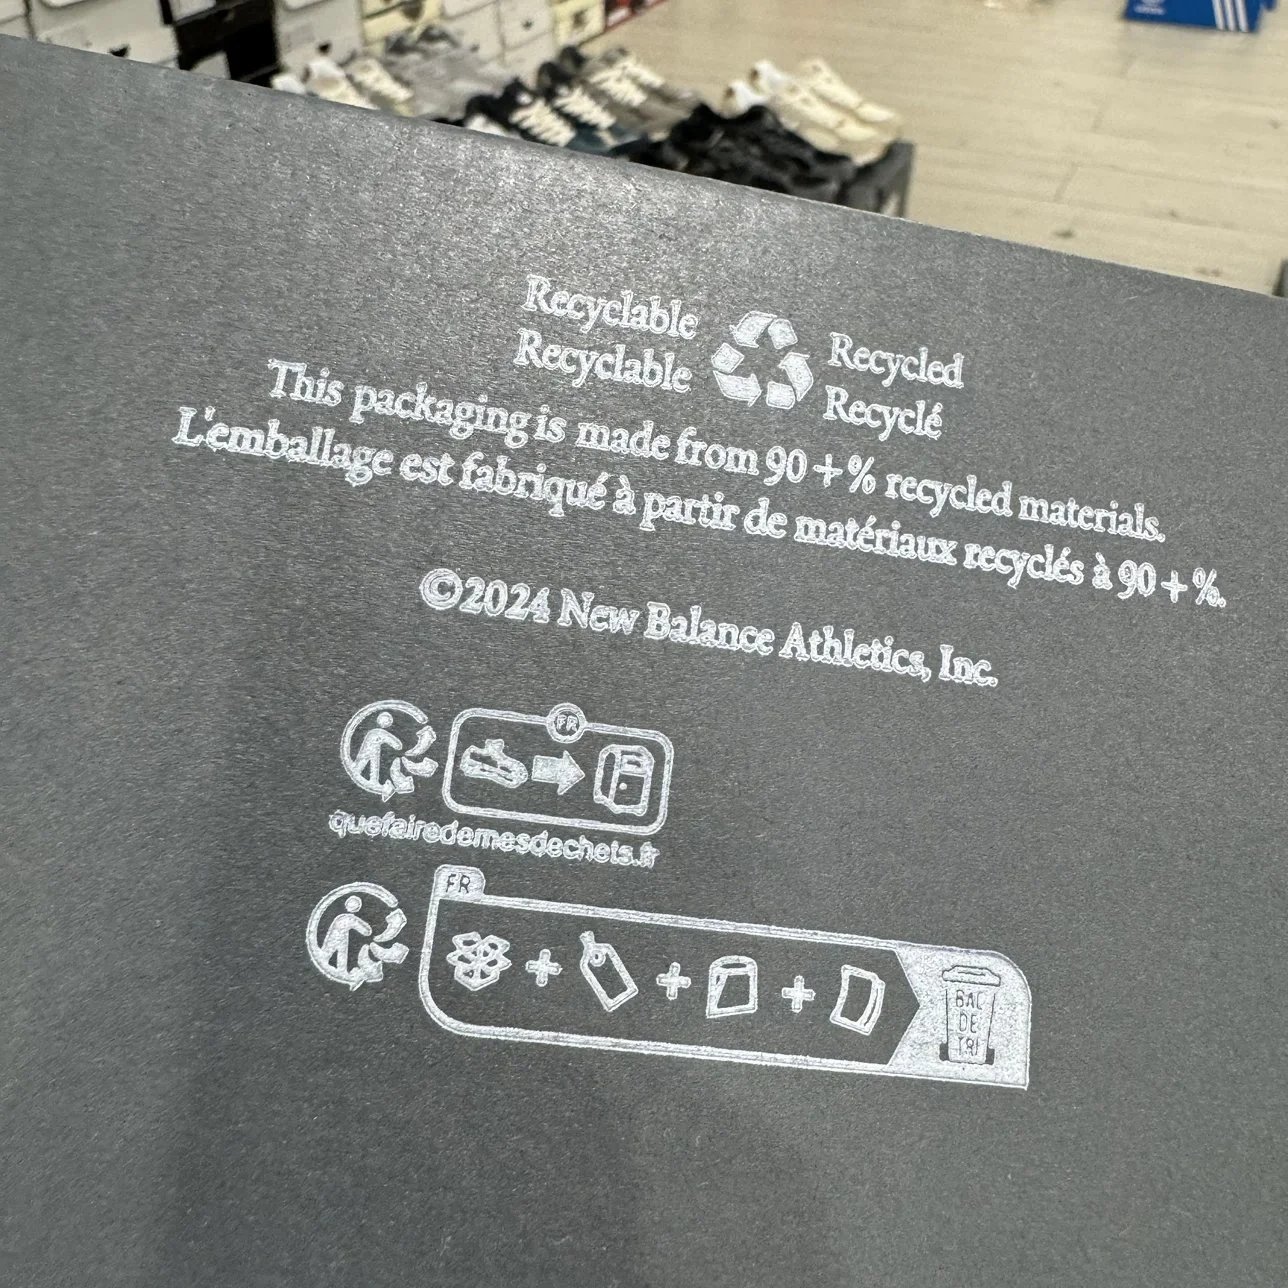 Recyclable Recycled
Recyclable Recyclé
This packaging is made from 90+% recycled materials.
L'emballage est fabriqué à partir de matériaux recyclés à 90+%.
©2024 New Balance Athletics, Inc.
FR
quefairedemesdechets.fr
FR
BAC
DE
TRI